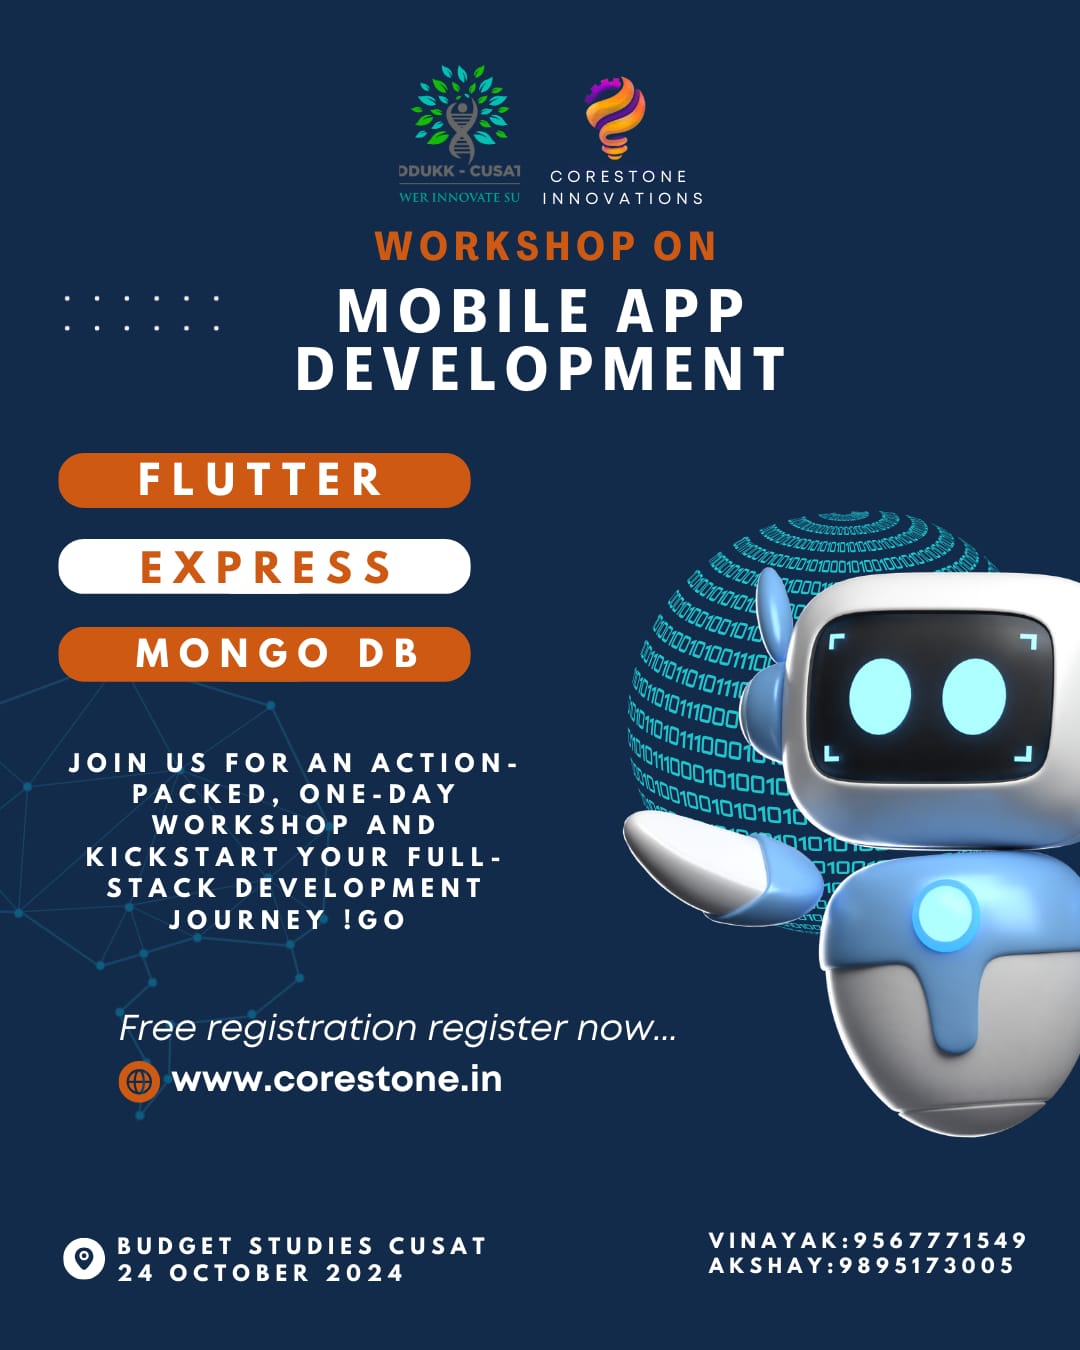 DDUKK - CUSAT
WER INNOVATE SU
CORESTONE
INNOVATIONS
WORKSHOP ON
MOBILE APP
DEVELOPMENT
FLUTTER
EXPRESS
MONGO DB
JOIN US FOR AN ACTION-
PACKED, ONE-DAY
WORKSHOP AND
KICKSTART YOUR FULL-
STACK DEVELOPMENT
JOURNEY !GO
Free registration register now...
www.corestone.in
BUDGET STUDIES CUSAT
24 OCTOBER 2024
VINAYAK:9567771549
AKSHAY:9895173005